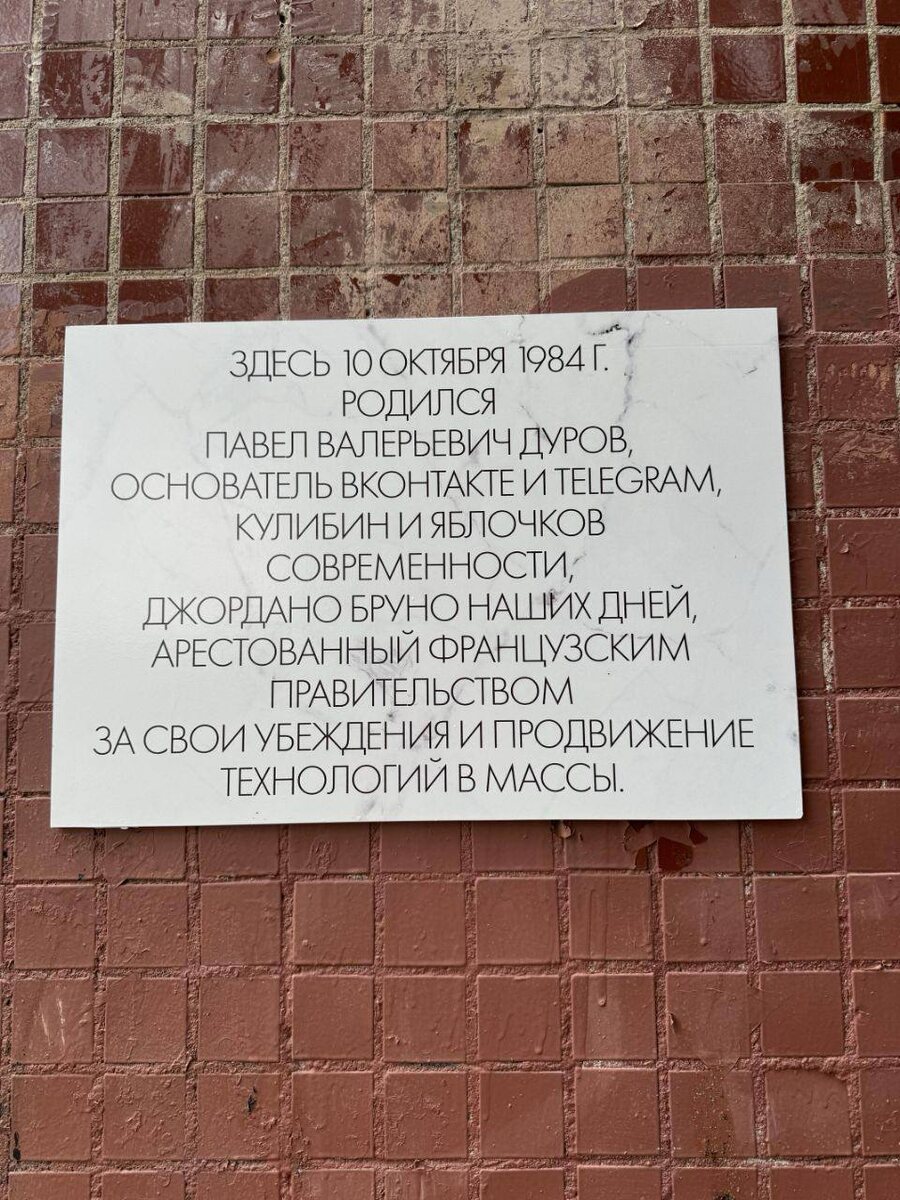 ЗДЕСЬ 10 ОКТЯБРЯ 1984 Г.
РОДИЛСЯ
ПАВЕЛ ВАЛЕРЬЕВИЧ ДУРОВ,
ОСНОВАТЕЛЬ ВКОНТАКТЕ И TELEGRAM,
КУЛИБИН И ЯБЛОЧКОВ
СОВРЕМЕННОСТИ,
ДЖОРДАНО БРУНО НАШИХ ДНЕЙ,
АРЕСТОВАННЫЙ ФРАНЦУЗСКИМ
ПРАВИТЕЛЬСТВОМ
ЗА СВОИ УБЕЖДЕНИЯ И ПРОДВИЖЕНИЕ
ТЕХНОЛОГИЙ В МАССЫ.